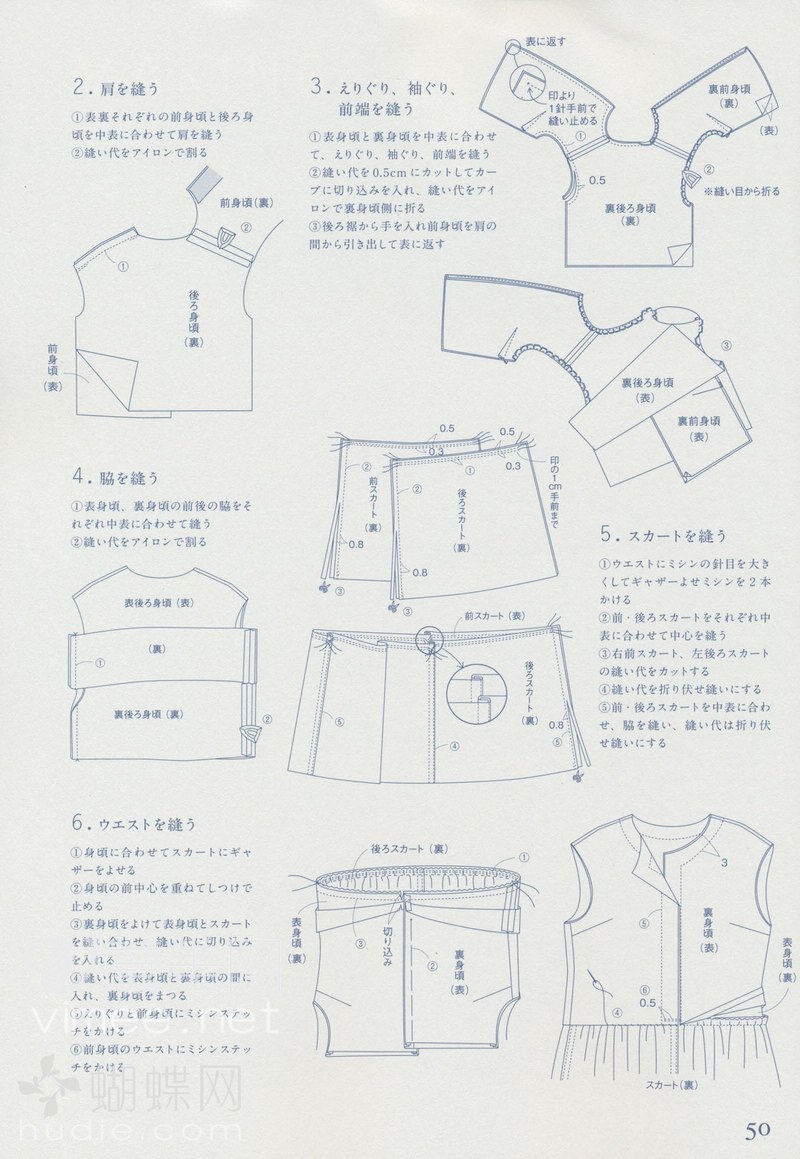 2. 肩を縫う
①表裏それぞれの前身頃と後ろ身
頃を中表に合わせて肩を縫う
②縫い代をアイロンで割る
前身頃(裏)
②
①
後ろ身頃(裏)
前身頃(表)
3. えりぐり、袖ぐり、
前端を縫う
①表身頃と裏身頃を中表に合わせ
て、えりぐり、袖ぐり、前端を縫う
②縫い代を0.5cmにカットしてカー
ブに切り込みを入れ、縫い代をアイ
ロンで裏身頃側に折る
③後ろ裾から手を入れ前身頃を肩の
間から引き出して表に返す
表に返す
印より
1針手前で
縫い止める
①
裏前身頃
(裏)
(表)
0.5
②
※縫い目から折る
裏後ろ身頃
(裏)
③
裏後ろ身頃
(表)
裏前身頃
(表)
4. 脇を縫う
①表身頃、裏身頃の前後の脇をそ
れぞれ中表に合わせて縫う
②縫い代をアイロンで割る
表後ろ身頃(表)
(裏)
①
裏後ろ身頃(裏)
②
0.5
0.5
0.3
0.3
②
①
②
前スカート(裏)
後ろスカート(裏)
印の1cm手前まで
0.8
0.8
③
③
前スカート(表)
後ろスカート(裏)
0.8
⑤
④
⑤
5. スカートを縫う
①ウエストにミシンの針目を大き
くしてギャザーよせミシンを2本
かける
②前・後ろスカートをそれぞれ中
表に合わせて中心を縫う
③右前スカート、左後ろスカート
の縫い代をカットする
④縫い代を折り伏せ縫いにする
⑤前・後ろスカートを中表に合わ
せ、脇を縫い、縫い代は折り伏
せ縫いにする
6. ウエストを縫う
①身頃に合わせてスカートにギャ
ザーをよせる
②身頃の前中心を重ねてしつけで
止める
③裏身頃をよけて表身頃とスカート
を縫い合わせ、縫い代に切り込み
を入れる
④縫い代を表身頃と裏身頃の間に
入れ、裏身頃をまつる
⑤えりぐりと前身頃にミシンステッ
チをかける
⑥前身頃のウエストにミシンステッ
チをかける
後ろスカート(裏)
①
表身頃(裏)
③
切り込み
②
裏身頃(表)
3
⑤
裏身頃(表)
表身頃(裏)
⑥
0.5
④
スカート(裏)
蝴蝶网
hudie.com
50